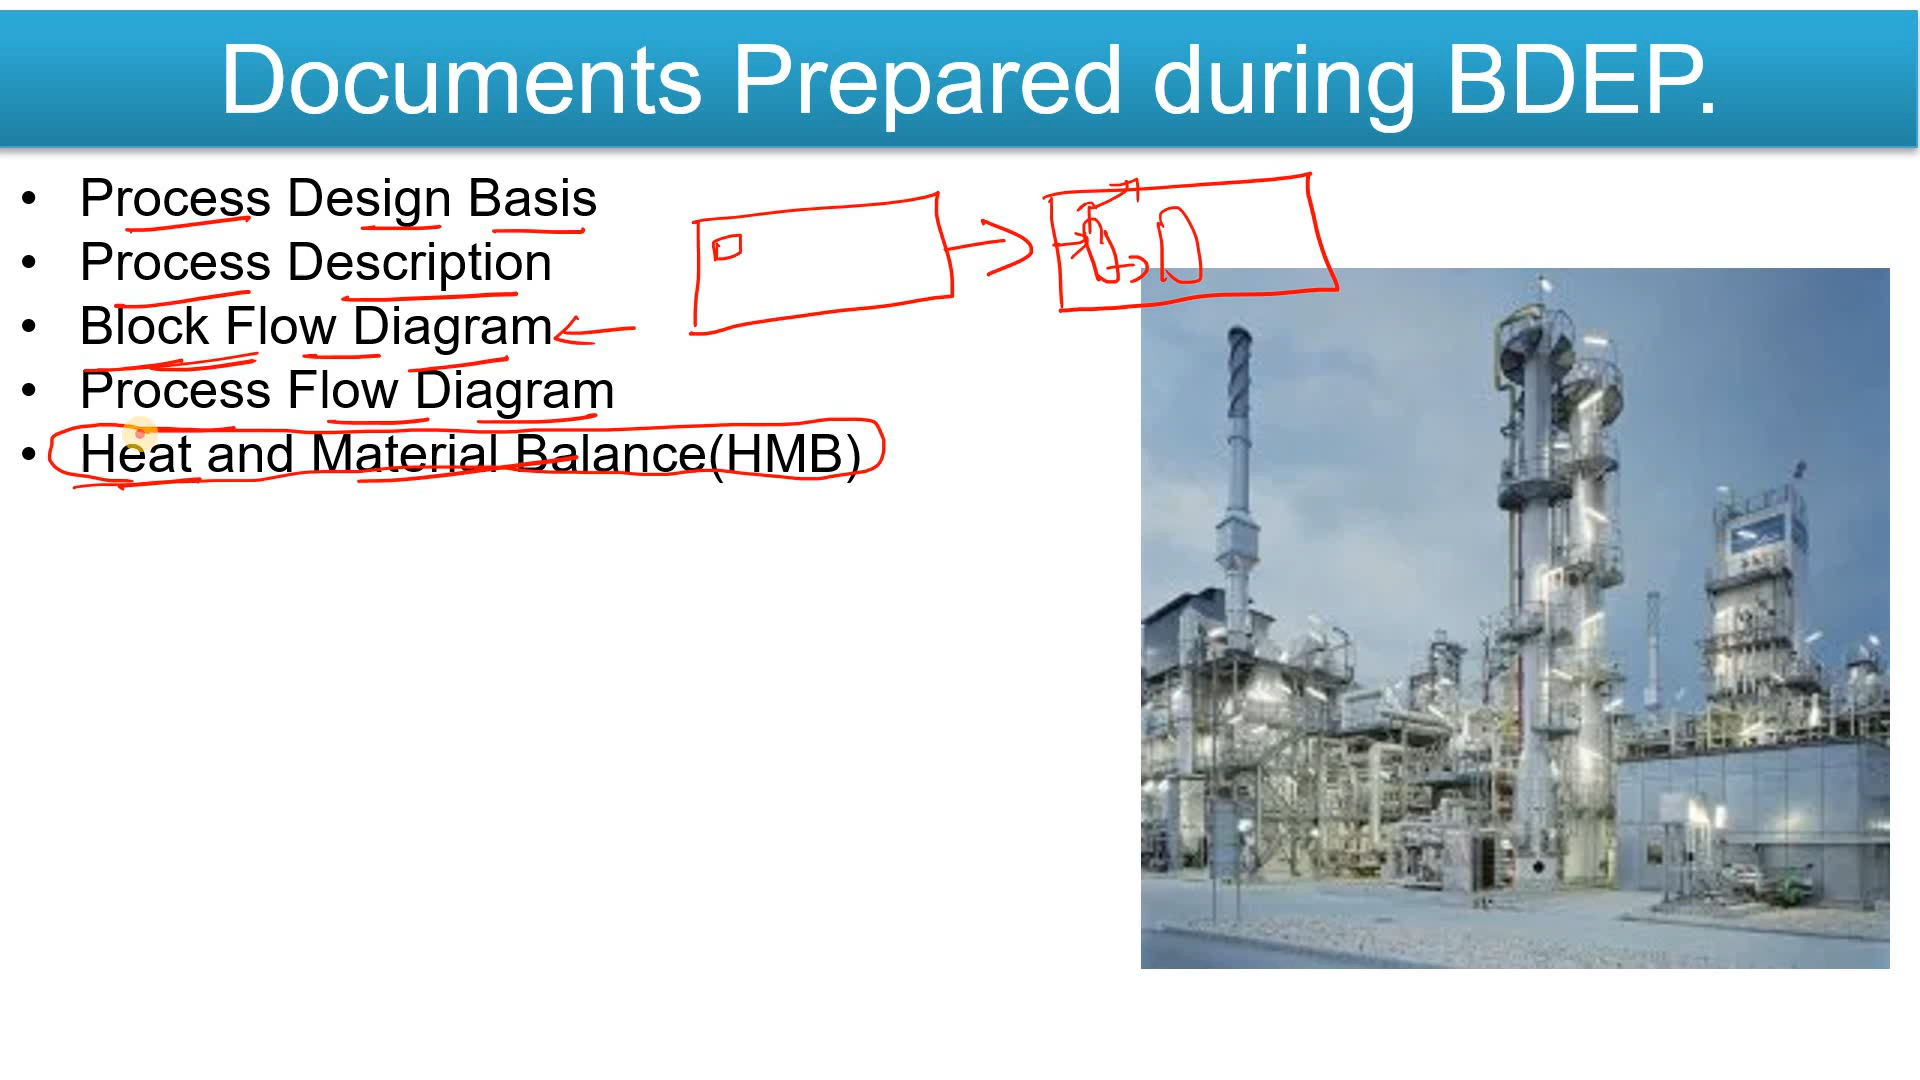 Documents Prepared during BDEP.
• Process Design Basis
• Process Description
• Block Flow Diagram
• Process Flow Diagram
• Heat and Material Balance(HMB)